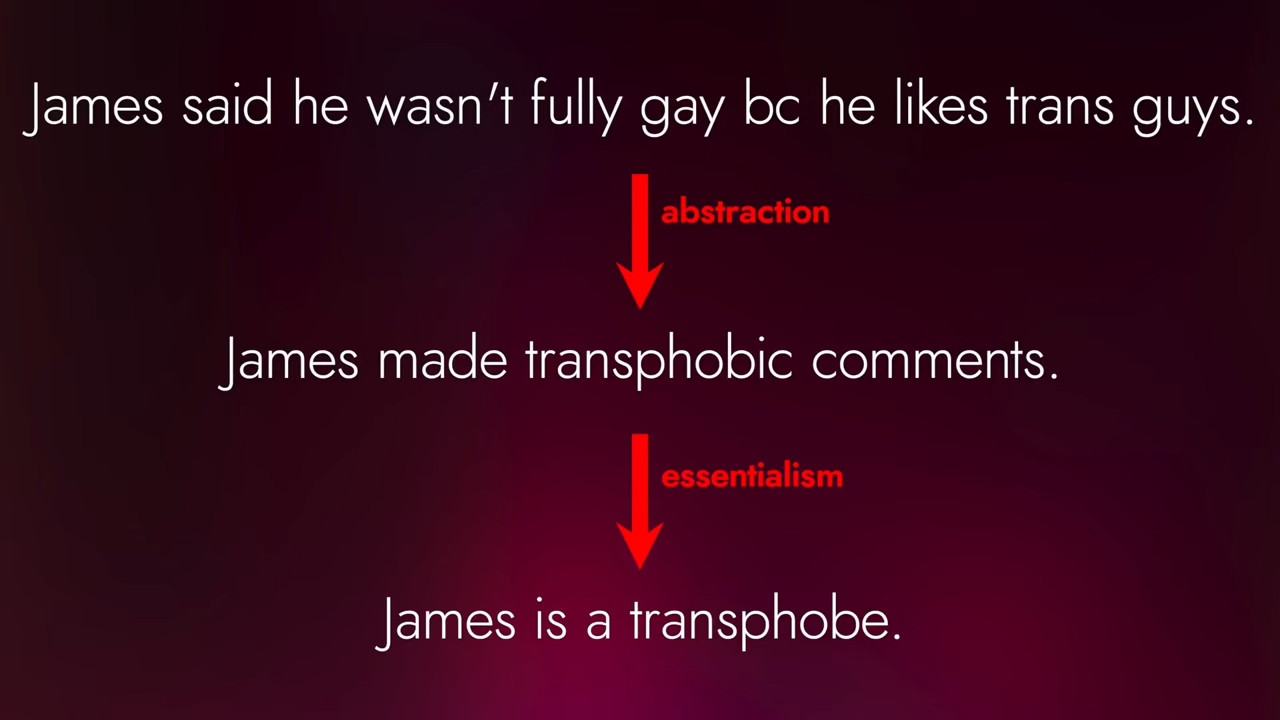 James said he wasn't fully gay bc he likes trans guys.
abstraction
James made transphobic comments.
essentialism
James is a transphobe.